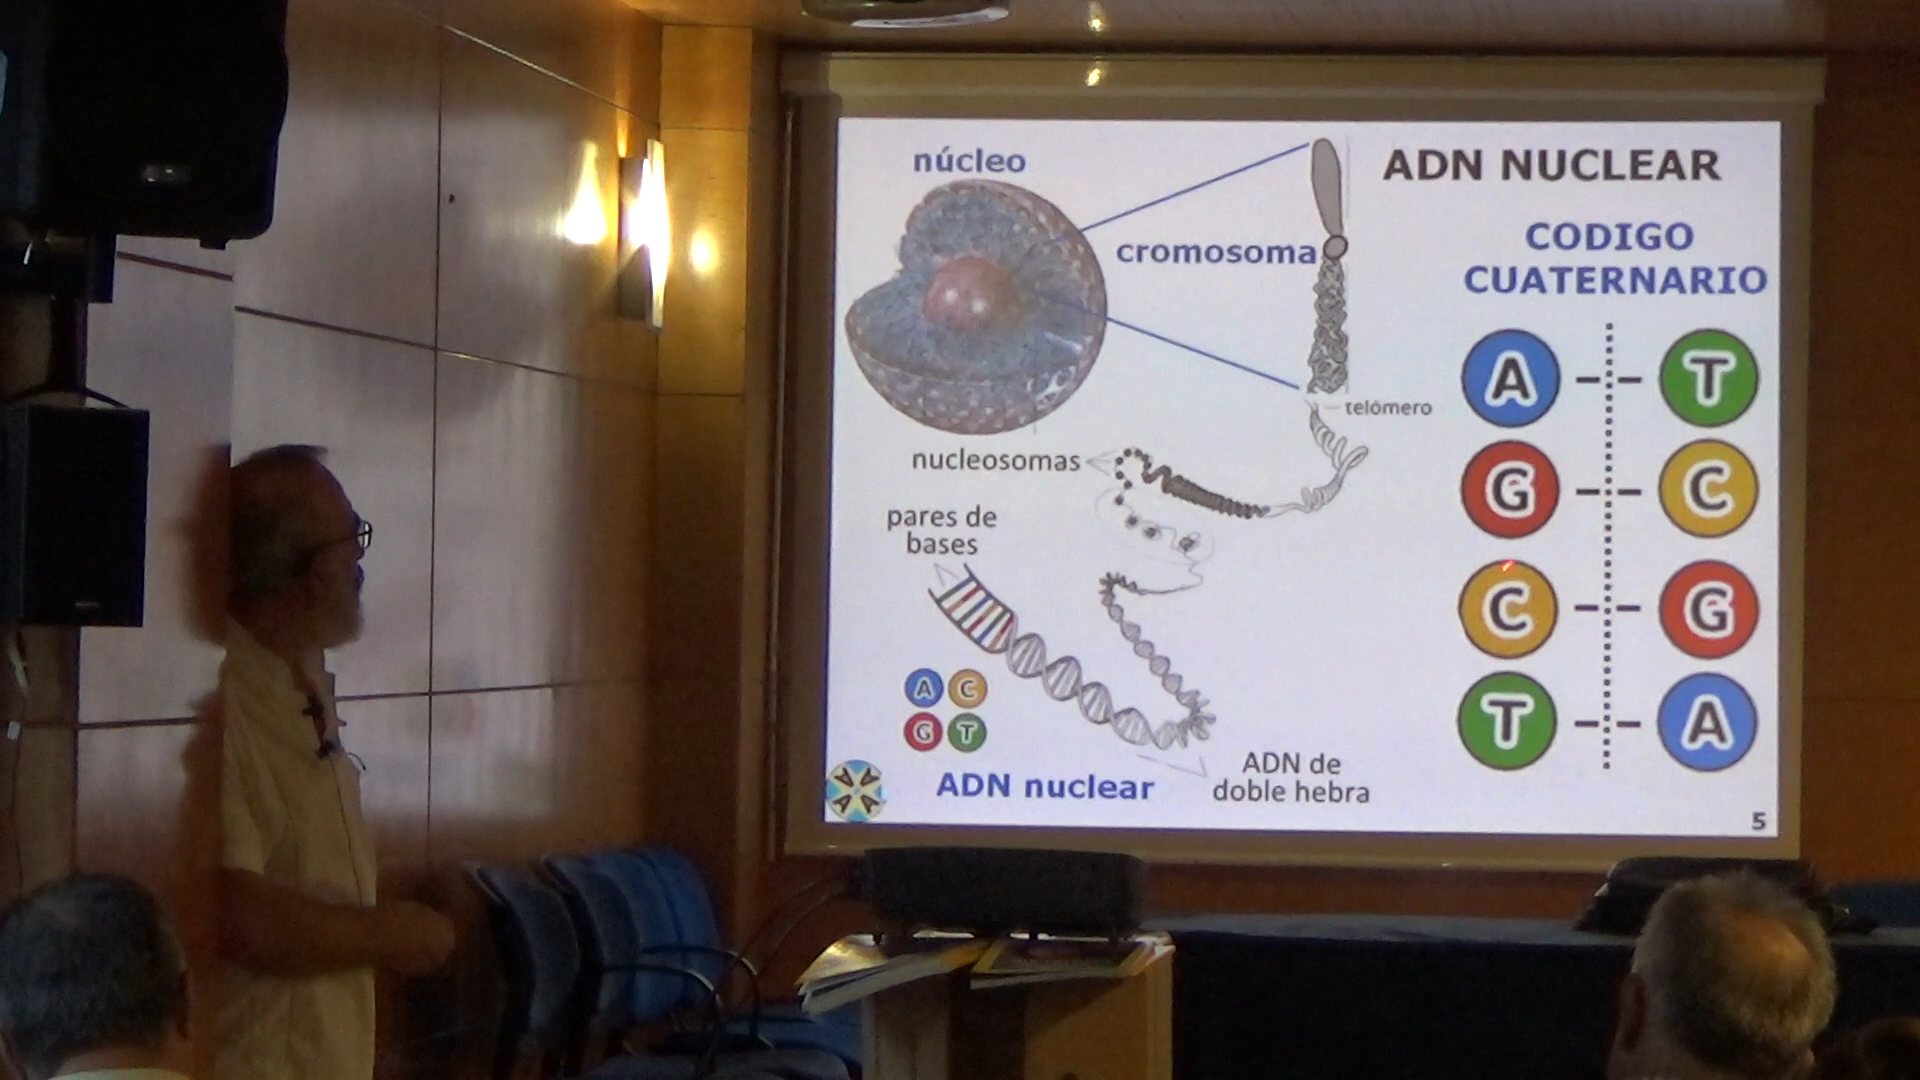 núcleo
ADN NUCLEAR
CODIGO
CUATERNARIO
cromosoma
telómero
nucleosomas
pares de
bases
A C
G T
ADN nuclear
ADN de
doble hebra
A T
G C
C G
T A
5